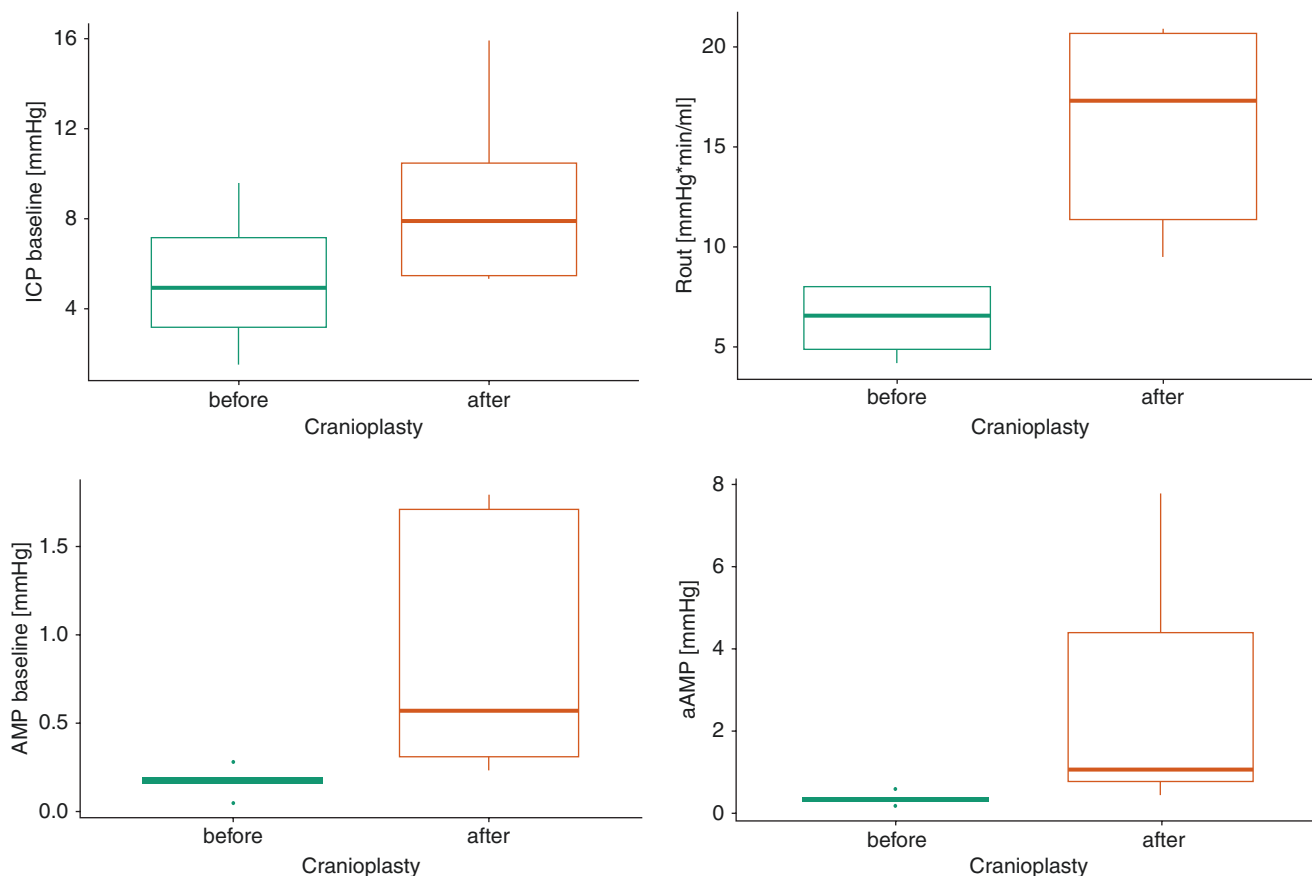 ICP baseline [mmHg]
16
12
8
4
before
after
Cranioplasty
Rout [mmHg*min/ml]
20
15
10
5
before
after
Cranioplasty
AMP baseline [mmHg]
1.5
1.0
0.5
0.0
before
after
Cranioplasty
aAMP [mmHg]
8
6
4
2
0
before
after
Cranioplasty